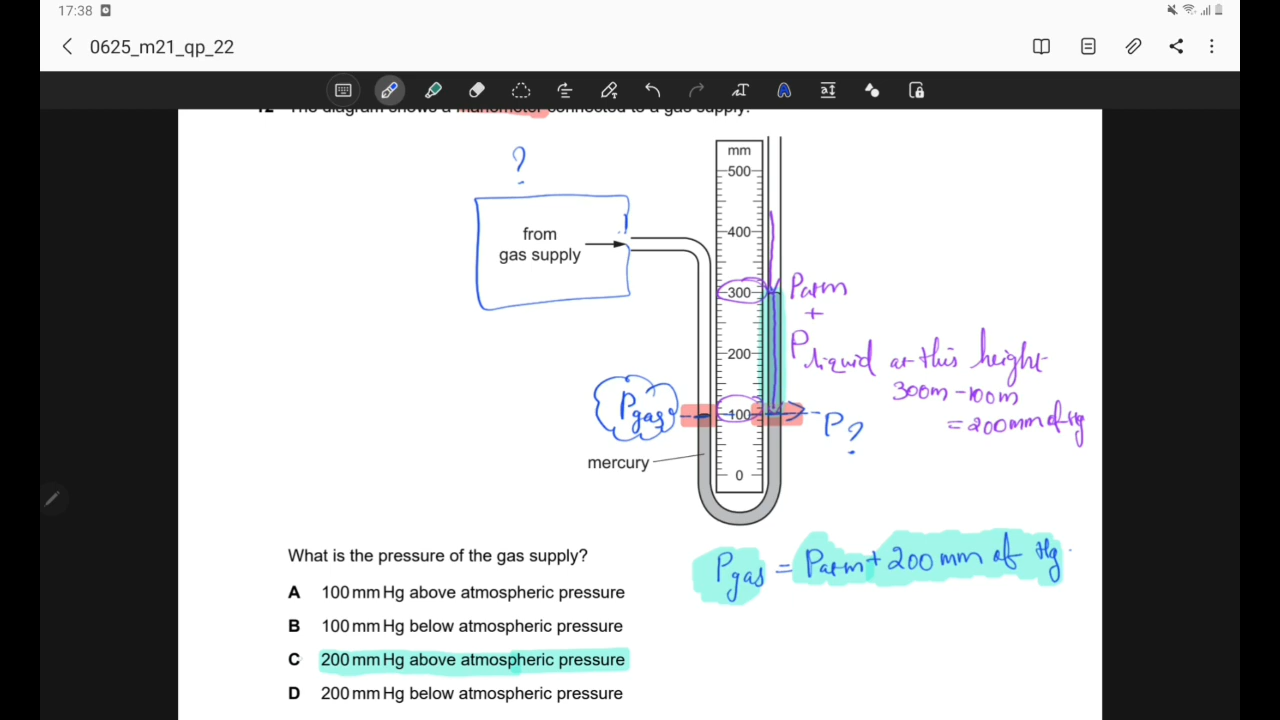 17:38
0625_m21_qp_22
12 The diagram shows a manometer connected to a gas supply.
?
mm
500
from
gas supply
400
300
Patm
+
200
Pliquid at this height
300m - 100m
= 200mm of Hg
Pgas
100
P?
mercury
0
What is the pressure of the gas supply?
Pgas = Patm + 200 mm of Hg.
A 100 mm Hg above atmospheric pressure
B 100 mm Hg below atmospheric pressure
C 200 mm Hg above atmospheric pressure
D 200 mm Hg below atmospheric pressure